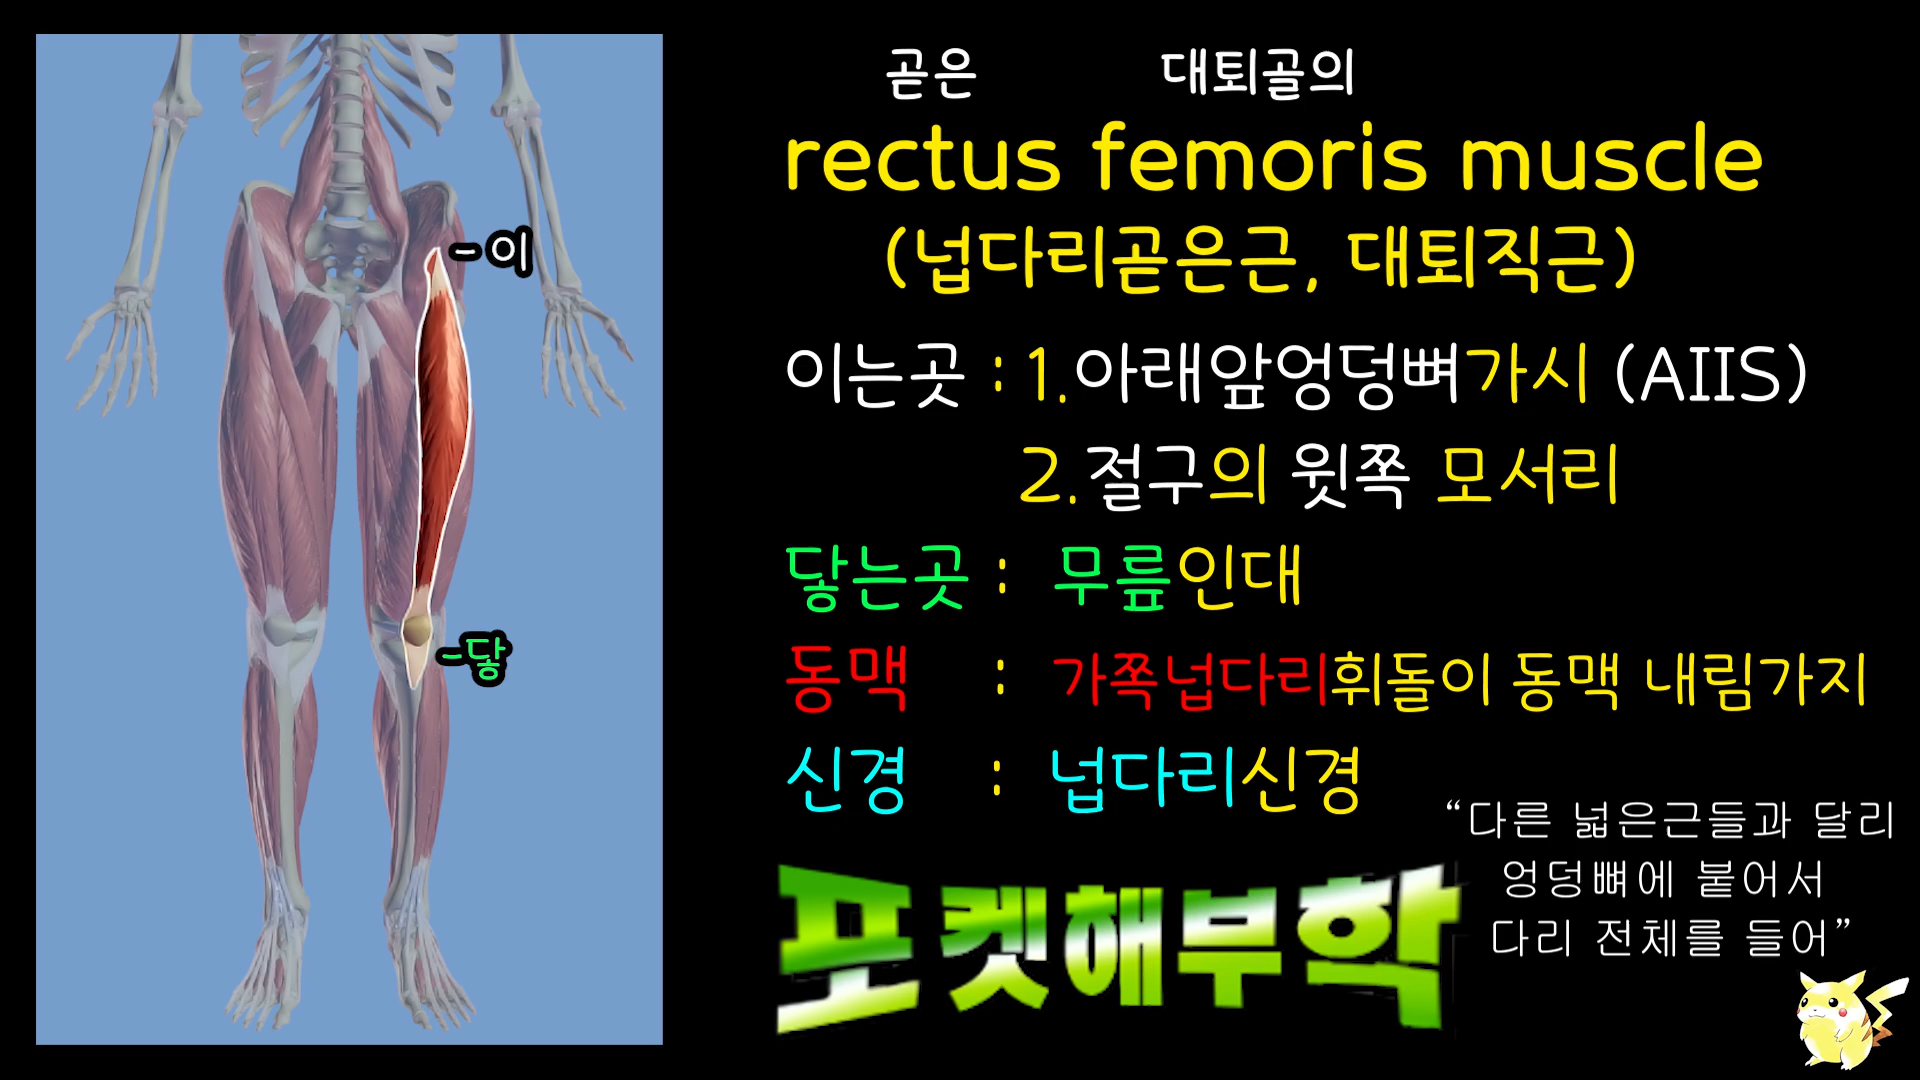 곧은 대퇴골의
rectus femoris muscle
(넙다리곧은근, 대퇴직근)
-이
이는곳 : 1.아래앞엉덩뼈가시 (AIIS)
2.절구의 윗쪽 모서리
닿는곳 : 무릎인대
-닿
동맥 : 가쪽넙다리휘돌이 동맥 내림가지
신경 : 넙다리신경
“다른 넓은근들과 달리
엉덩뼈에 붙어서
다리 전체를 들어”
포켓해부학